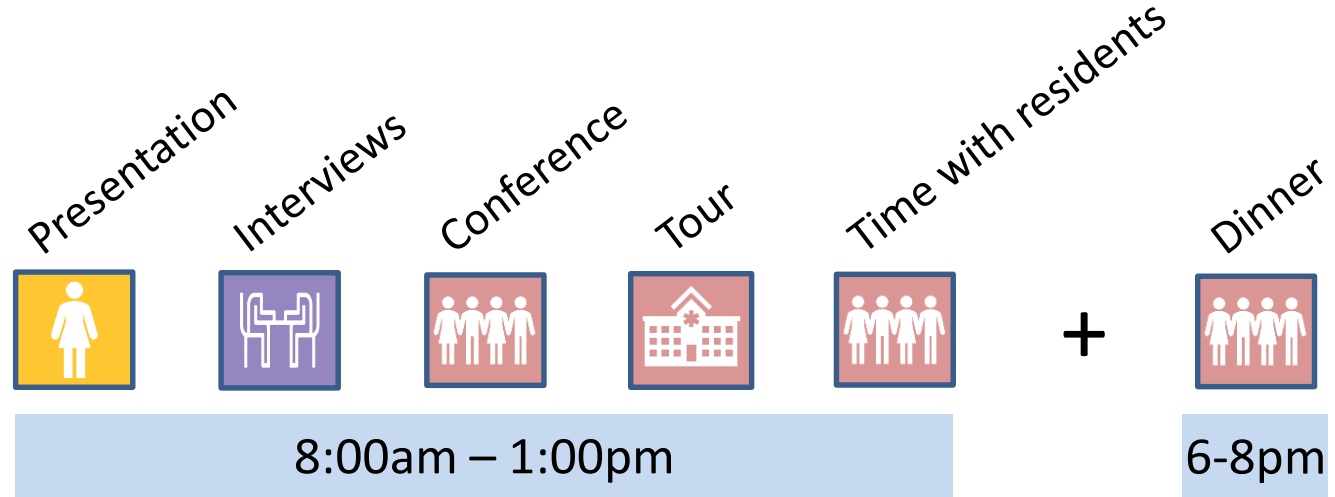 Presentation
Interviews
Conference
Tour
Time with residents
Dinner
+
8:00am – 1:00pm
6-8pm